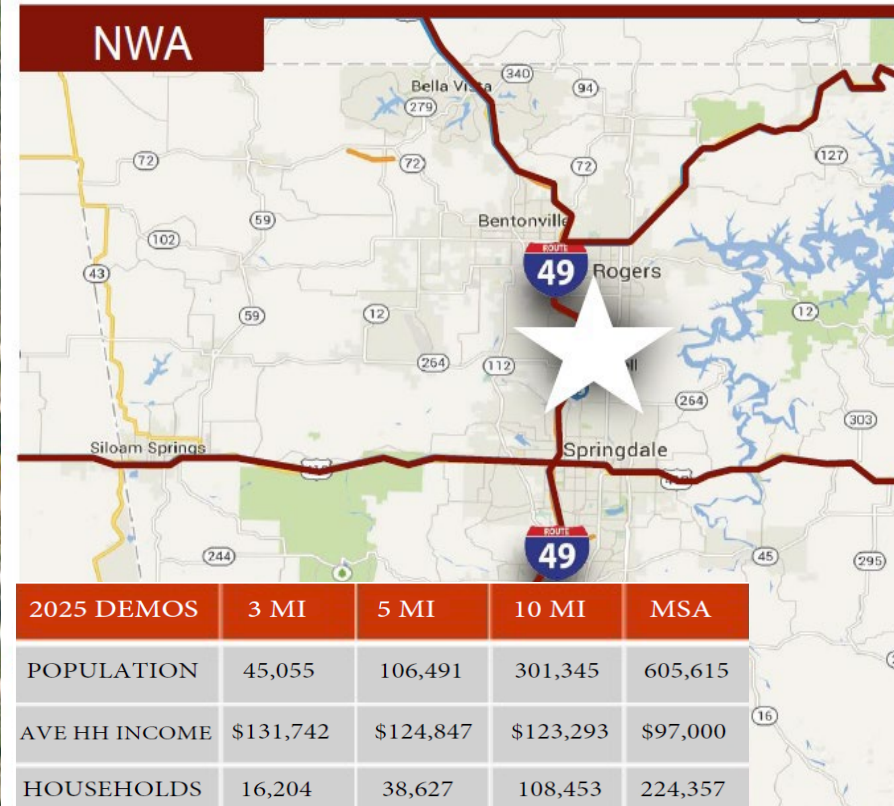 NWA
340
Bella Vista
94
279
72
72
72
127
59
Bentonville
102
ROUTE
49
Rogers
43
12
59
12
264
112
264
303
Springdale
Siloam Springs
ROUTE
49
244
45
295
2025 DEMOS 3 MI 5 MI 10 MI MSA
POPULATION 45,055 106,491 301,345 605,615
AVE HH INCOME $131,742 $124,847 $123,293 $97,000
16
HOUSEHOLDS 16,204 38,627 108,453 224,357